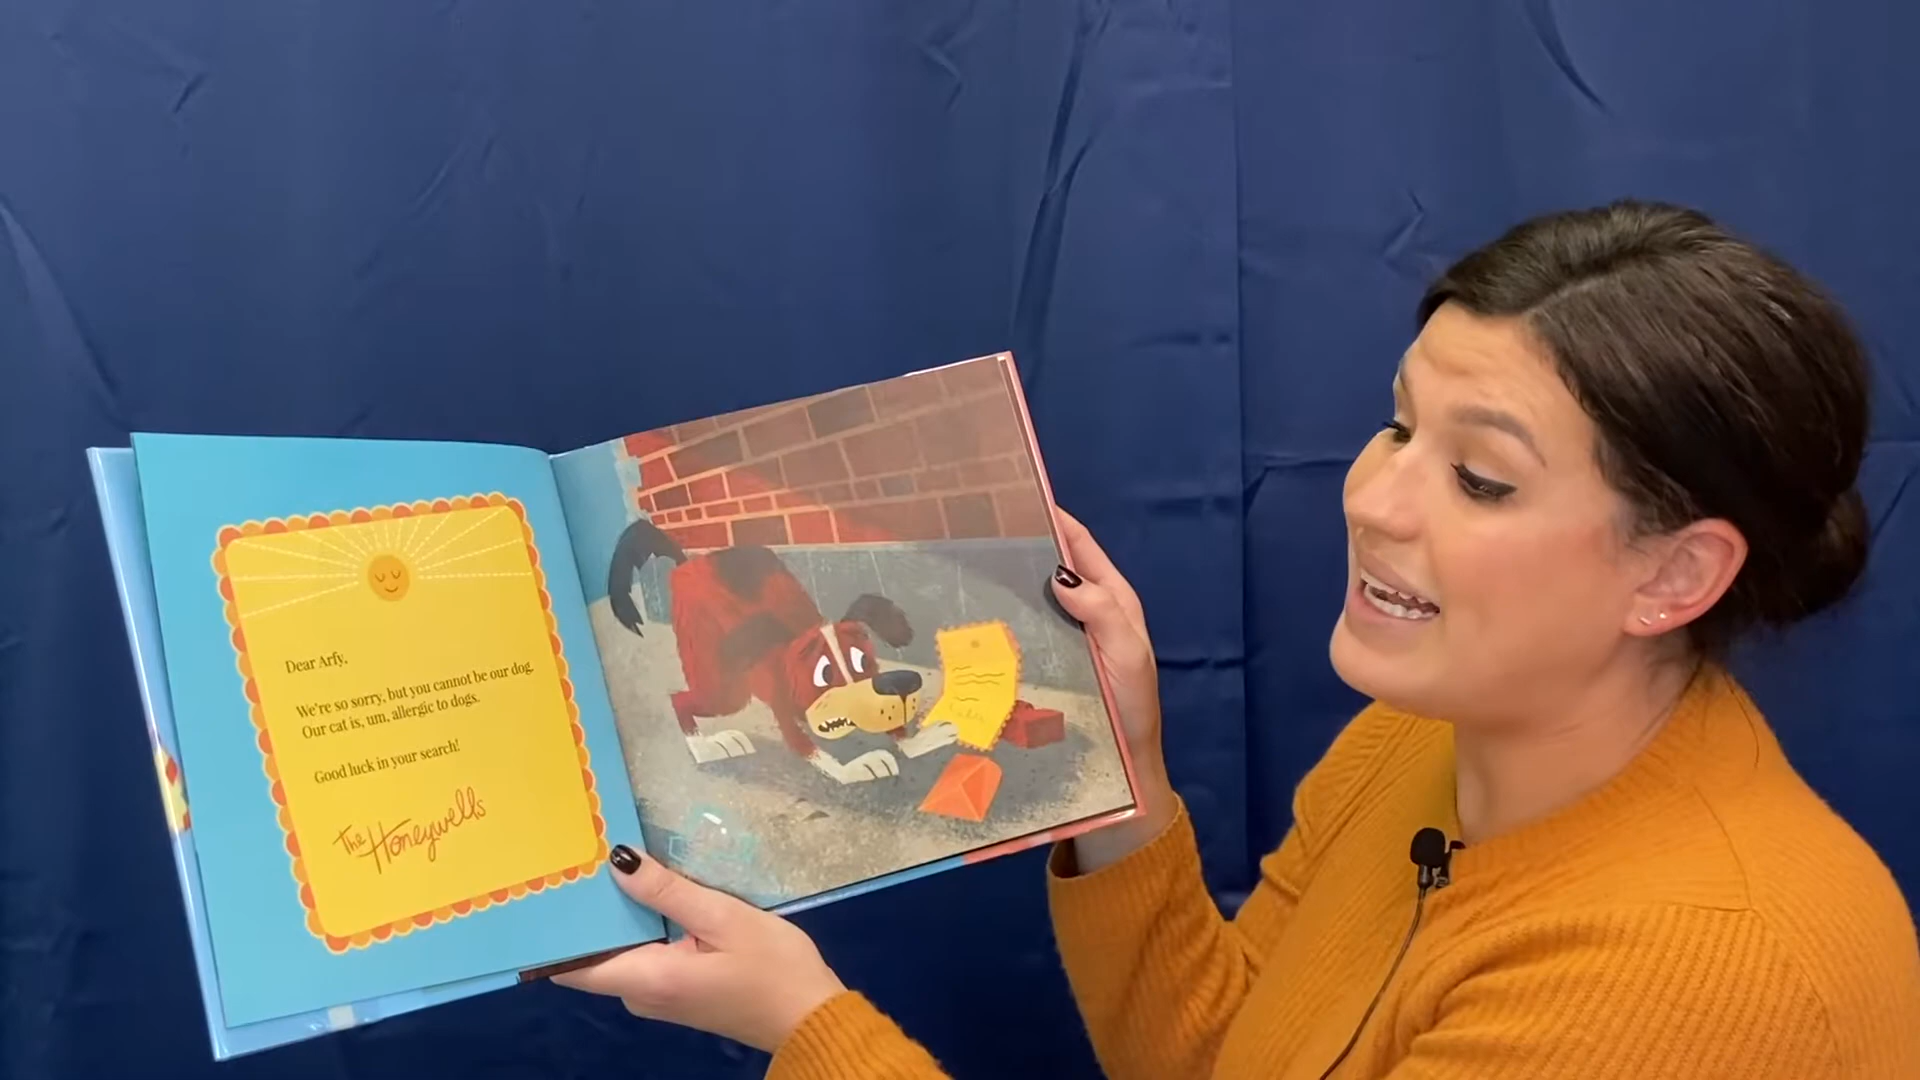 Dear Arfy,
We're so sorry, but you cannot be our dog.
Our cat is, um, allergic to dogs.
Good luck in your search!
The Honeywells